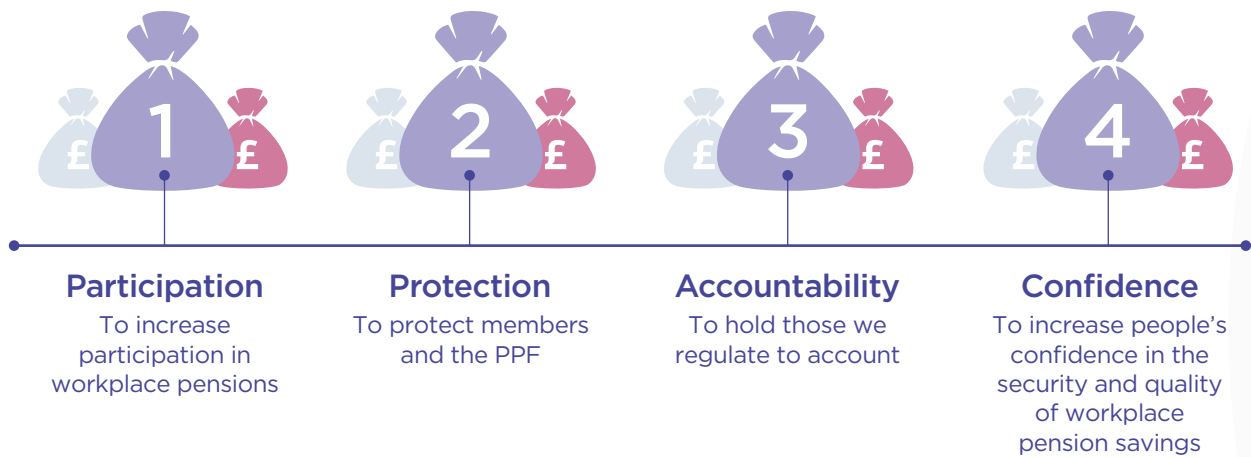 £ 1 £
£ 2 £
£ 3 £
£ 4 £
Participation
To increase
participation in
workplace pensions
Protection
To protect members
and the PPF
Accountability
To hold those we
regulate to account
Confidence
To increase people’s
confidence in the
security and quality
of workplace
pension savings